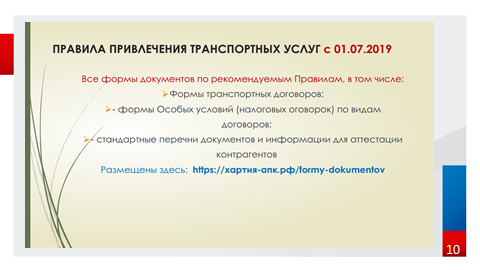 ПРАВИЛА ПРИВЛЕЧЕНИЯ ТРАНСПОРТНЫХ УСЛУГ с 01.07.2019
Все формы документов по рекомендуемым Правилам, в том числе:
➢Формы транспортных договоров;
➢- формы Особых условий (налоговых оговорок) по видам
договоров;
➢- стандартные перечни документов и информации для аттестации
контрагентов
Размещены здесь: https://хартия-апк.рф/formy-dokumentov
10